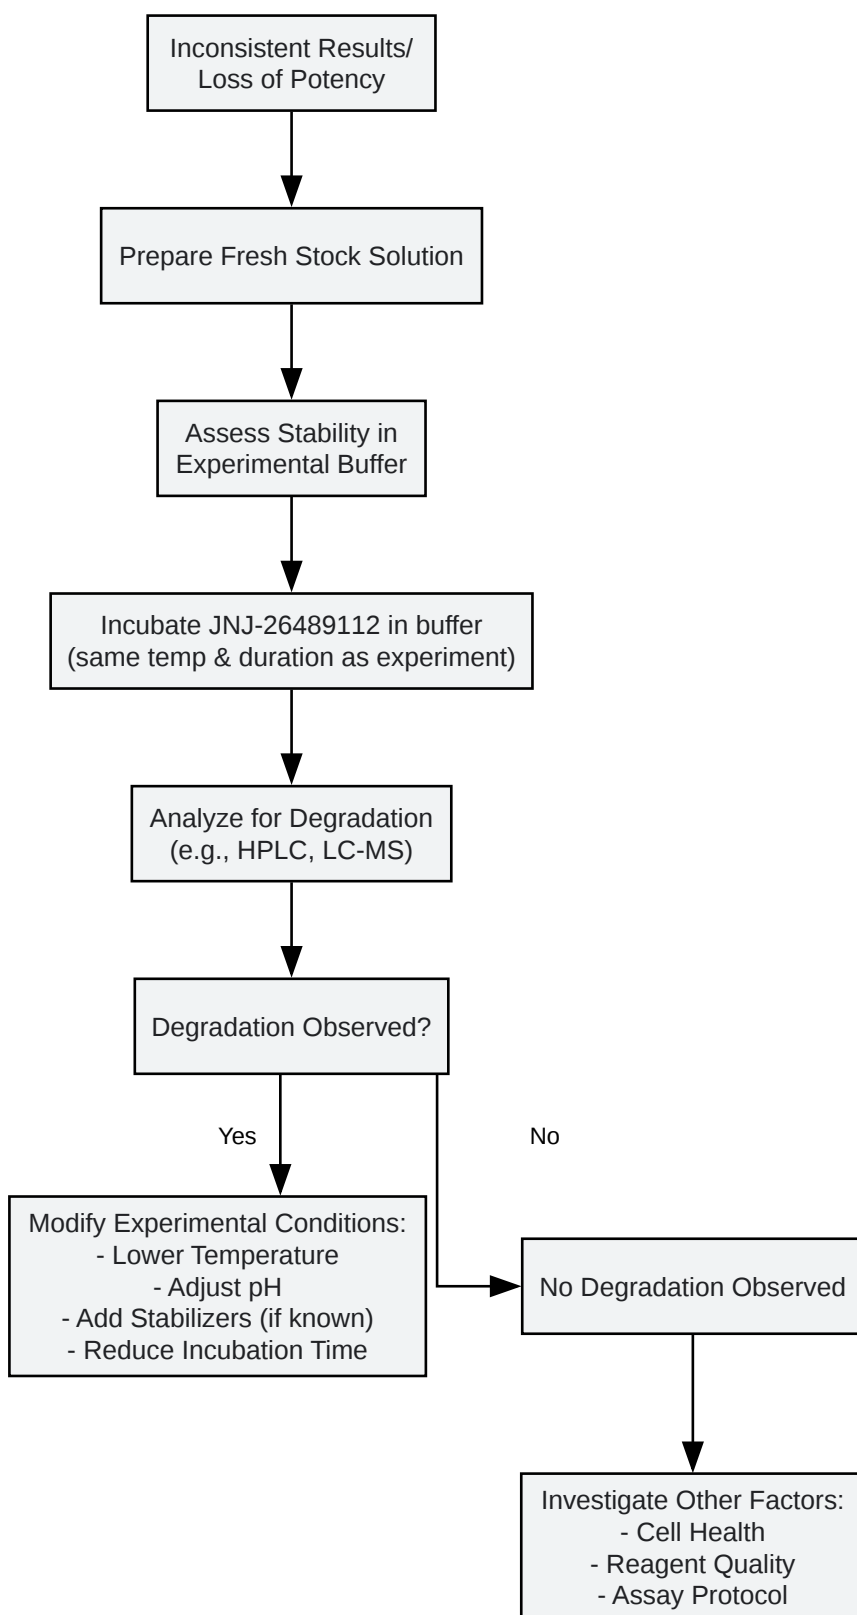 Inconsistent Results/
Loss of Potency
Prepare Fresh Stock Solution
Assess Stability in
Experimental Buffer
Incubate JNJ-26489112 in buffer
(same temp & duration as experiment)
Analyze for Degradation
(e.g., HPLC, LC-MS)
Degradation Observed?
Yes
No
Modify Experimental Conditions:
- Lower Temperature
- Adjust pH
- Add Stabilizers (if known)
- Reduce Incubation Time
No Degradation Observed
Investigate Other Factors:
- Cell Health
- Reagent Quality
- Assay Protocol